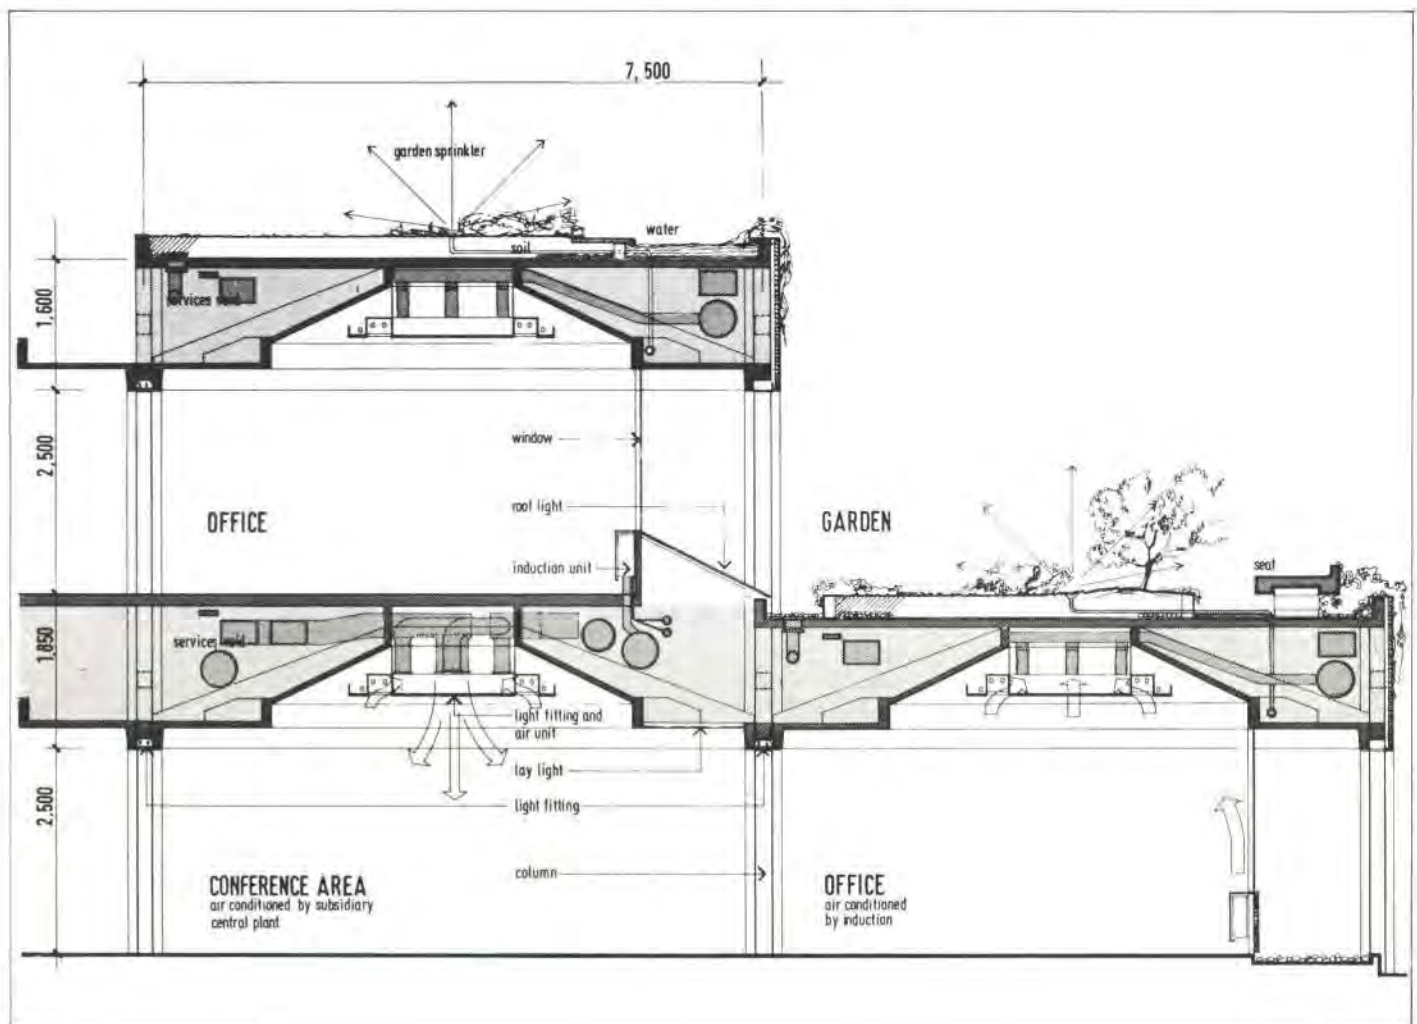 7,500
garden sprinkler
water
soil
services void
1,600
window
2,500
roof light
OFFICE
GARDEN
induction unit
seat
services void
1,850
light fitting and
air unit
lay light
light fitting
2,500
column
CONFERENCE AREA
air conditioned by subsidiary
central plant
OFFICE
air conditioned
by induction